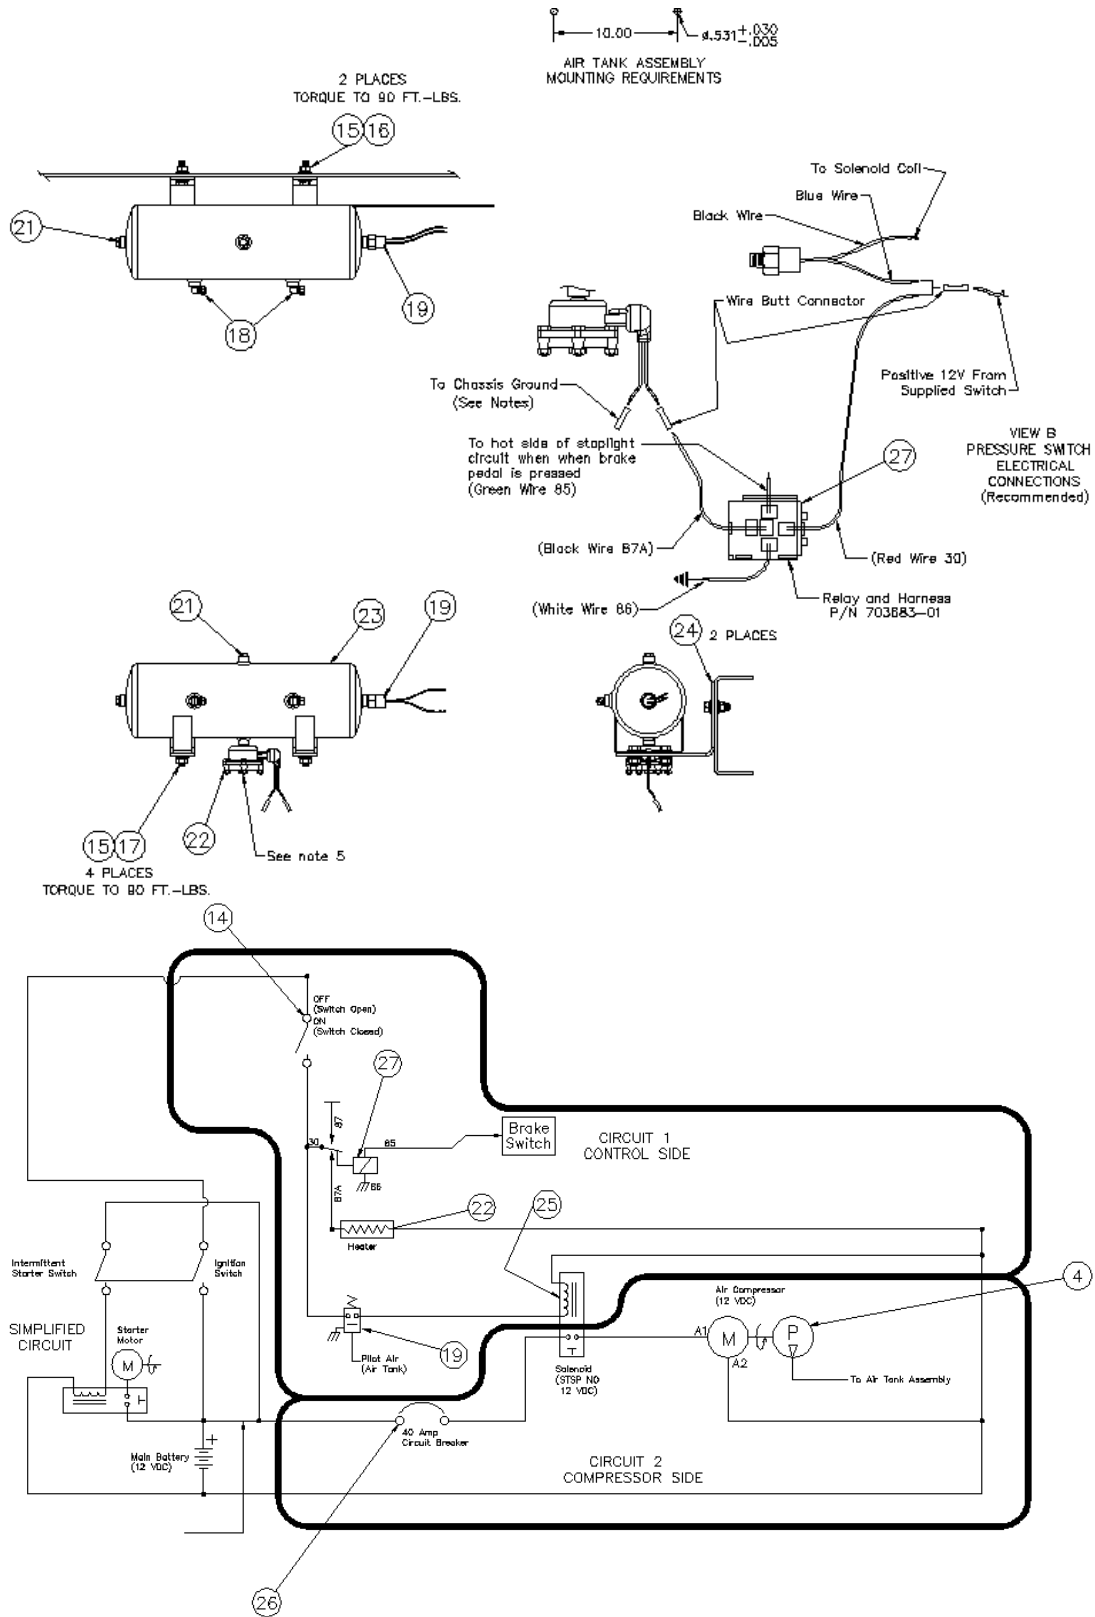 10.00
ø.531 +.030
-.005
AIR TANK ASSEMBLY
MOUNTING REQUIREMENTS
2 PLACES
TORQUE TO 90 FT.-LBS.
15 16
21
19
18
To Solenoid Coil
Blue Wire
Black Wire
Wire Butt Connector
Positive 12V From
Supplied Switch
To Chassis Ground
(See Notes)
To hot side of stoplight
circuit when when brake
pedal is pressed
(Green Wire 85)
27
VIEW B
PRESSURE SWITCH
ELECTRICAL
CONNECTIONS
(Recommended)
(Black Wire 87A)
(Red Wire 30)
(White Wire 86)
Relay and Harness
P/N 703683-01
21
23
19
24 2 PLACES
15 17
22
See note 5
4 PLACES
TORQUE TO 90 FT.-LBS.
14
OFF
(Switch Open)
ON
(Switch Closed)
27
87
30
85
86
87A
Brake
Switch
CIRCUIT 1
CONTROL SIDE
22
25
Heater
Intermittent
Starter Switch
Ignition
Switch
4
Air Compressor
(12 VDC)
SIMPLIFIED
CIRCUIT
Starter
Motor
M
A1
M
P
A2
19
Pilot Air
(Air Tank)
Solenoid
(STSP NO
12 VDC)
To Air Tank Assembly
40 Amp
Circuit Breaker
Main Battery
(12 VDC)
+
CIRCUIT 2
COMPRESSOR SIDE
26